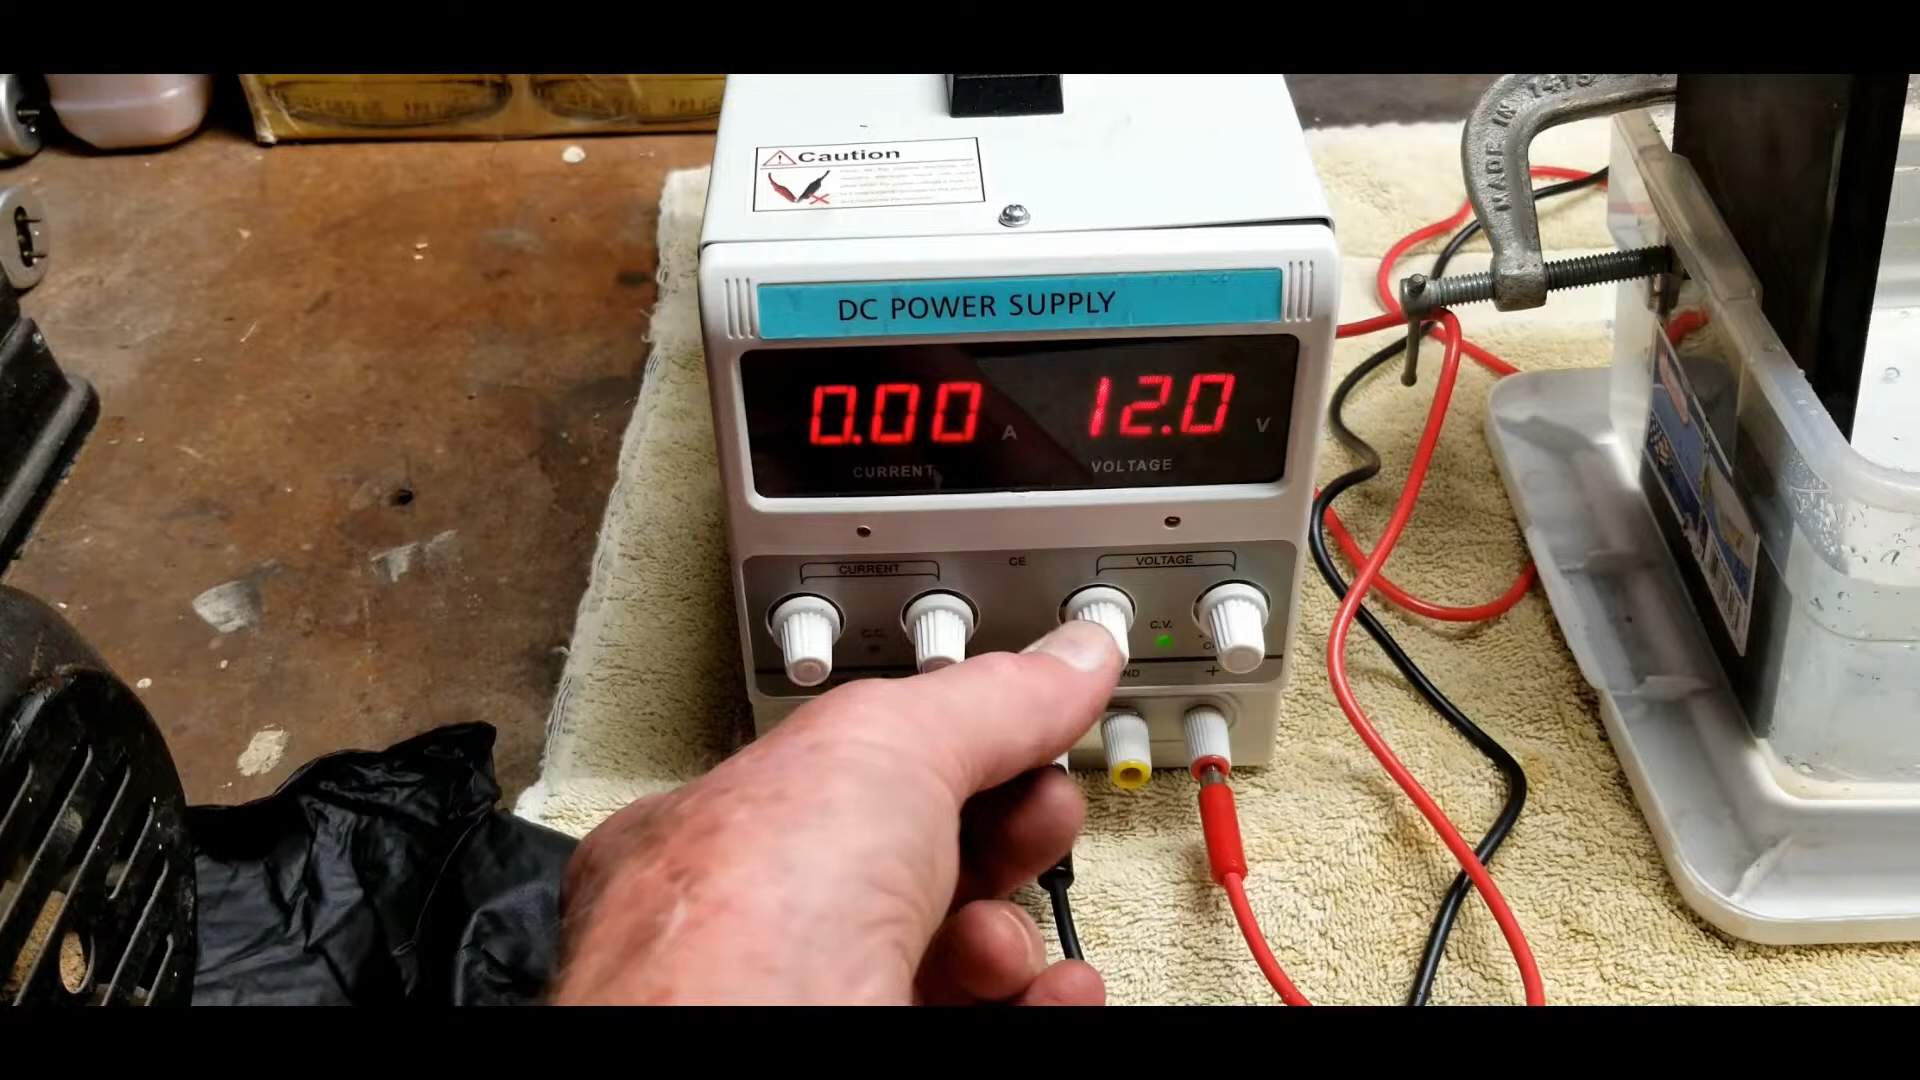 MADE IN
Caution
DC POWER SUPPLY
0.00 A
12.0 V
CURRENT
VOLTAGE
CURRENT
CE
VOLTAGE
C.C.
C.V.
+